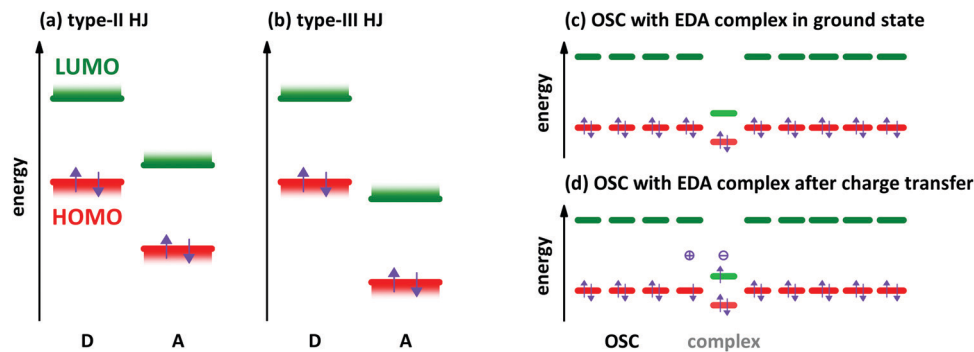 (a) type-II HJ
(b) type-III HJ
(c) OSC with EDA complex in ground state
energy
LUMO
HOMO
D
A
D
A
energy
(d) OSC with EDA complex after charge transfer
energy
⊕ ⊖
OSC
complex